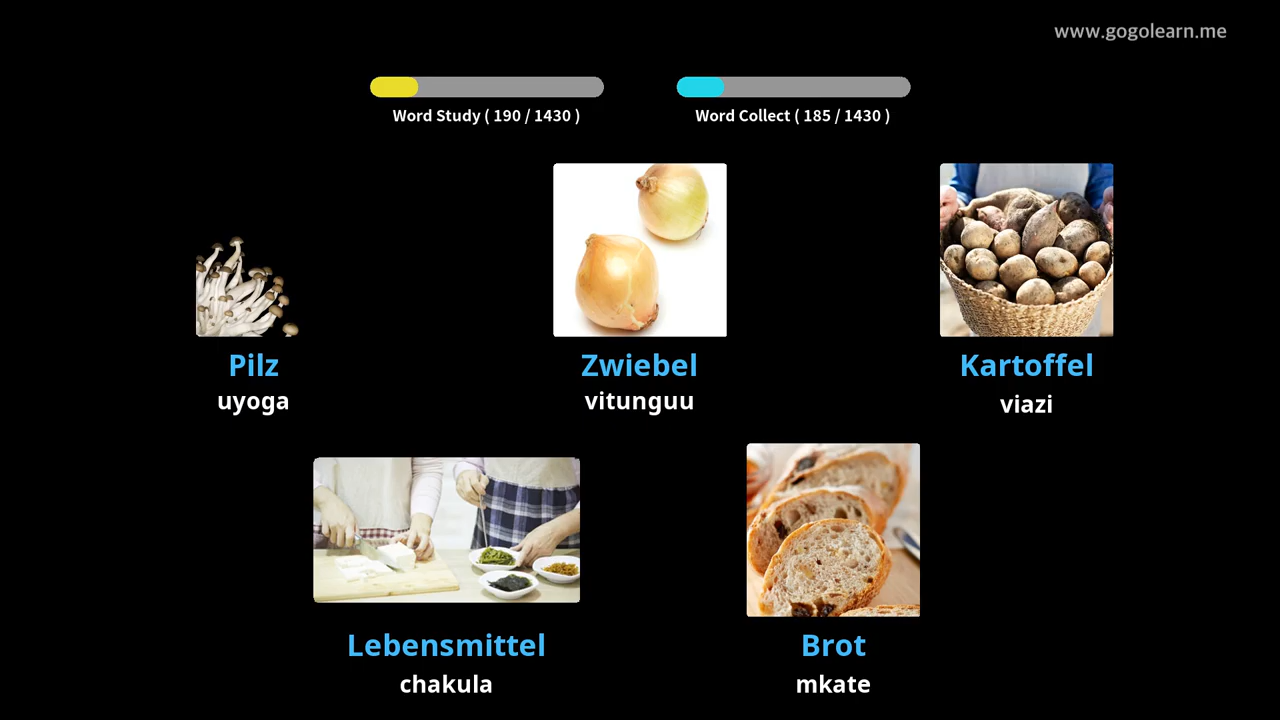 www.gogolearn.me
Word Study ( 190 / 1430 )
Word Collect ( 185 / 1430 )
Pilz
uyoga
Zwiebel
vitunguu
Kartoffel
viazi
Lebensmittel
chakula
Brot
mkate